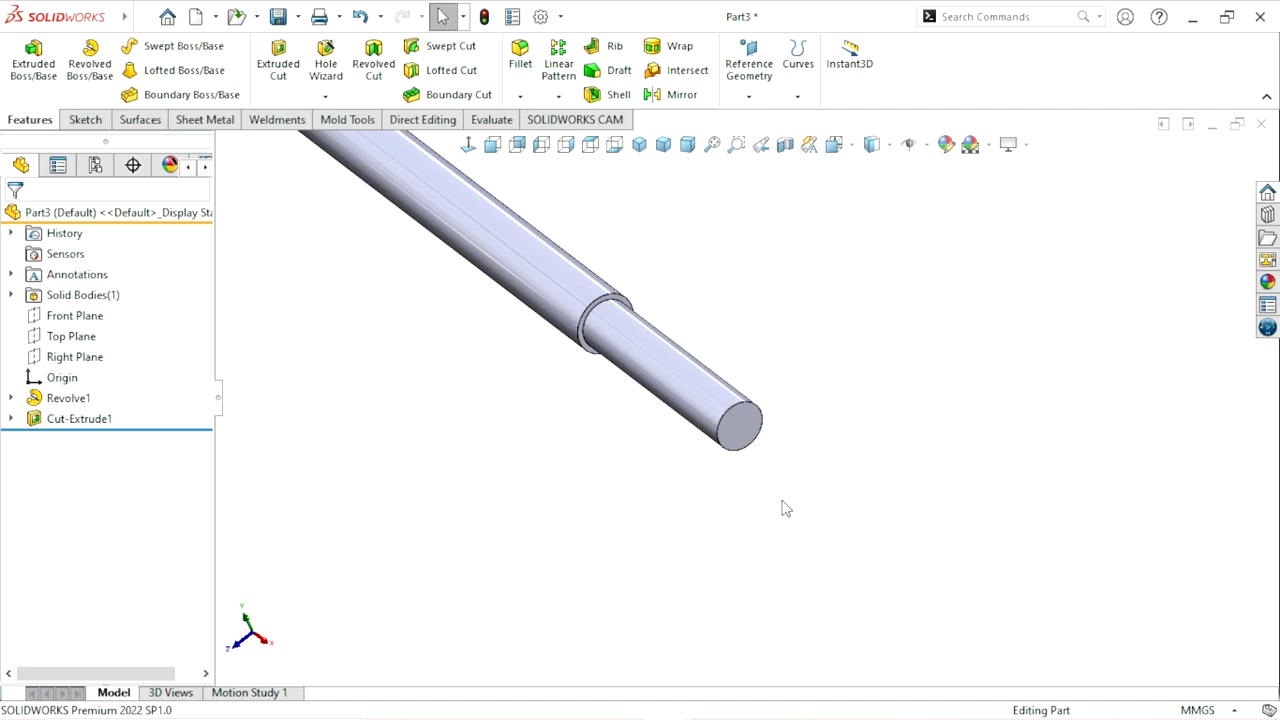 SOLIDWORKS
Part3 *
Search Commands
Extruded Boss/Base
Revolved Boss/Base
Swept Boss/Base
Lofted Boss/Base
Boundary Boss/Base
Extruded Cut
Hole Wizard
Revolved Cut
Swept Cut
Lofted Cut
Boundary Cut
Fillet
Linear Pattern
Rib
Draft
Shell
Wrap
Intersect
Mirror
Reference Geometry
Curves
Instant3D
Features
Sketch
Surfaces
Sheet Metal
Weldments
Mold Tools
Direct Editing
Evaluate
SOLIDWORKS CAM
Part3 (Default) <<Default>_Display Sta
History
Sensors
Annotations
Solid Bodies(1)
Front Plane
Top Plane
Right Plane
Origin
Revolve1
Cut-Extrude1
Y
Z
X
Model
3D Views
Motion Study 1
SOLIDWORKS Premium 2022 SP1.0
Editing Part
MMGS